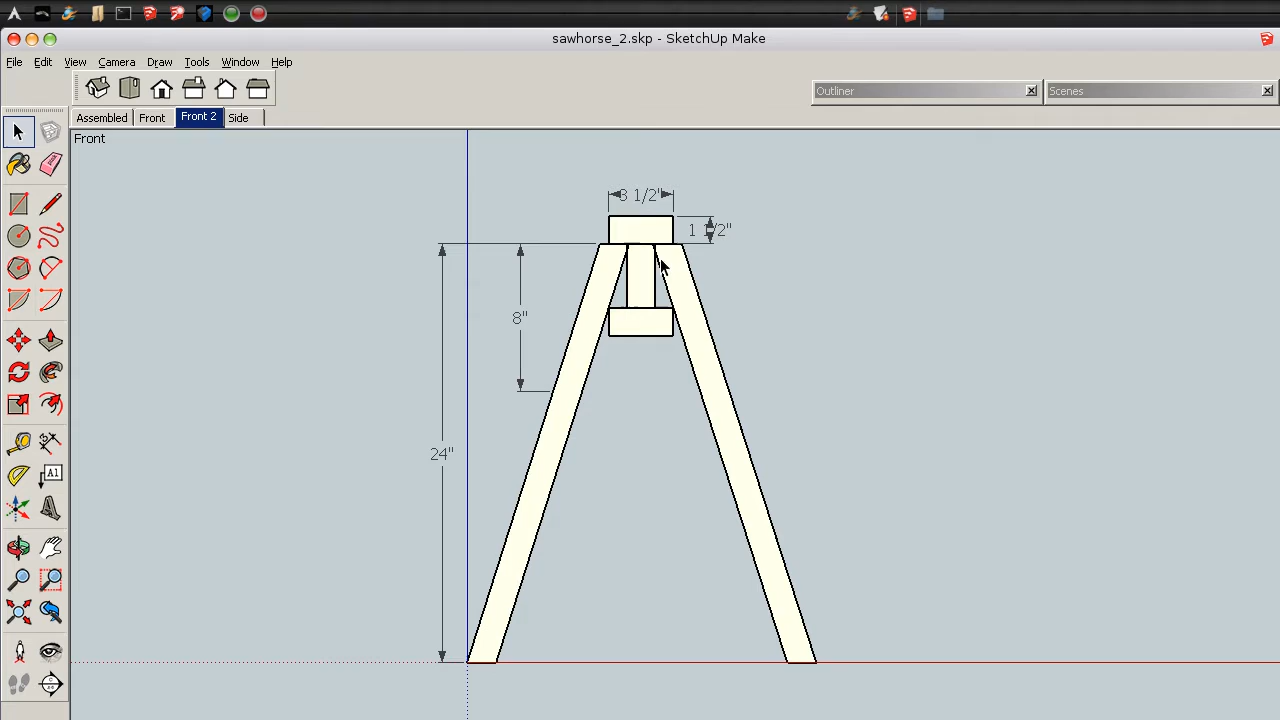 sawhorse_2.skp - SketchUp Make
File Edit View Camera Draw Tools Window Help
Outliner Scenes
Assembled Front Front 2 Side
Front
3 1/2"
1 1/2"
8"
24"
A1